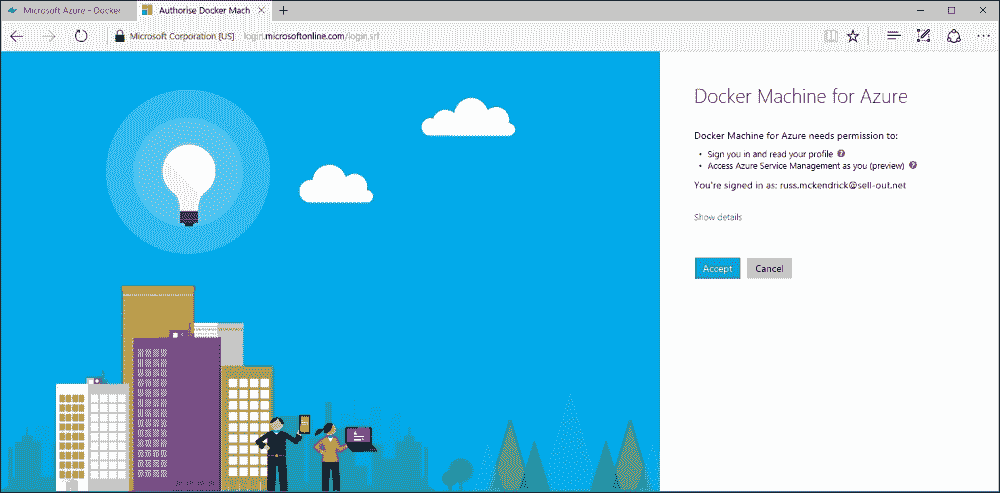 Microsoft Azure - Docker
Authorise Docker Mach
Microsoft Corporation [US]
login.microsoftonline.com/login.srf
Docker Machine for Azure
Docker Machine for Azure needs permission to:
Sign you in and read your profile
Access Azure Service Management as you (preview)
You're signed in as: russ.mckendrick@sell-out.net
Show details
Accept
Cancel